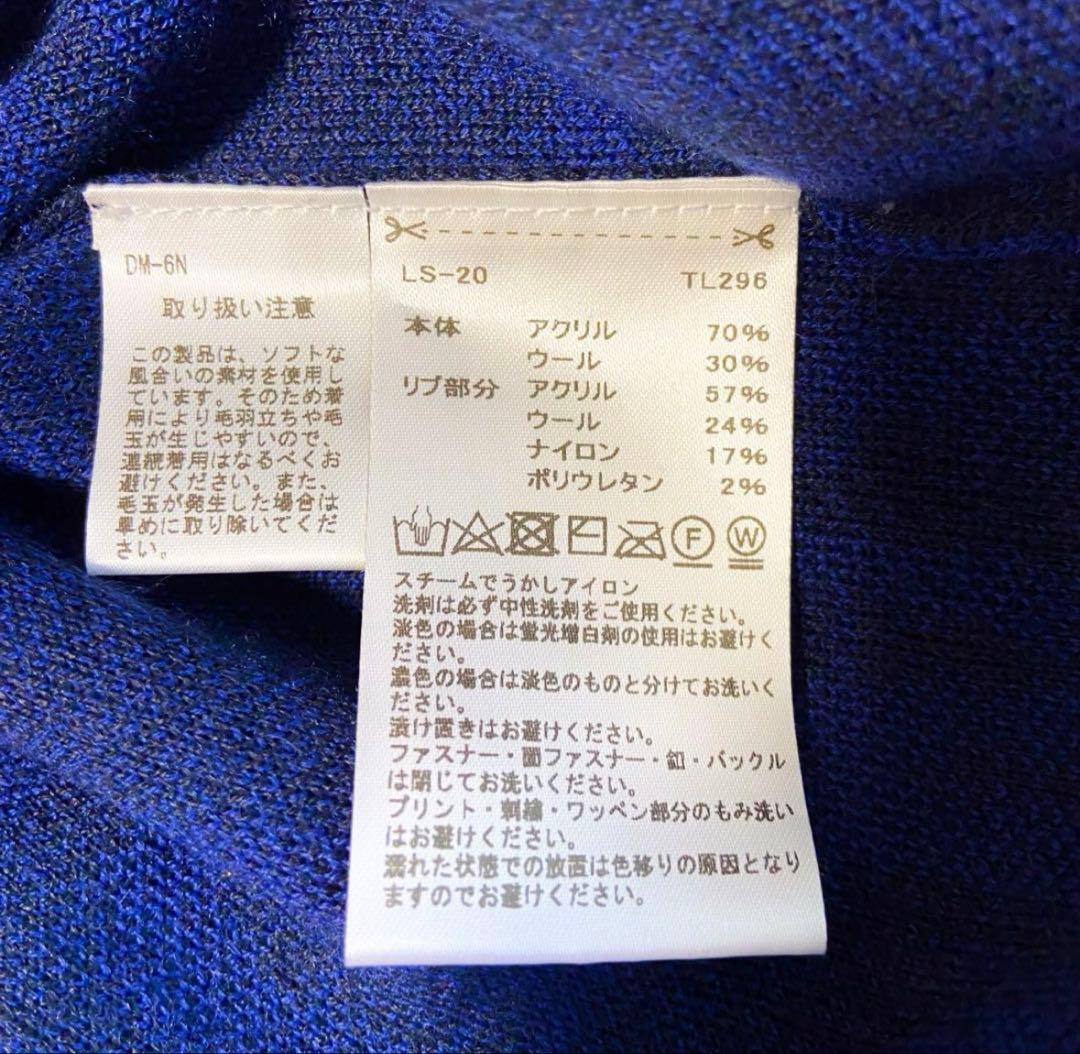 DM-6N
取り扱い注意
この製品は、ソフトな
風合いの素材を使用し
ています。そのため着
用により毛羽立ちや毛
玉が生じやすいので、
連続着用はなるべくお
避けください。また、
毛玉が発生した場合は
早めに取り除いてくだ
さい。
LS-20 TL296
本体 アクリル 70%
ウール 30%
リブ部分 アクリル 57%
ウール 24%
ナイロン 17%
ポリウレタン 2%
F W
スチームでうかしアイロン
洗剤は必ず中性洗剤をご使用ください。
淡色の場合は蛍光増白剤の使用はお避けく
ださい。
濃色の場合は淡色のものと分けてお洗いく
ださい。
漬け置きはお避けください。
ファスナー・面ファスナー・釦・バックル
は閉じてお洗いください。
プリント・刺繍・ワッペン部分のもみ洗い
はお避けください。
濡れた状態での放置は色移りの原因となり
ますのでお避けください。